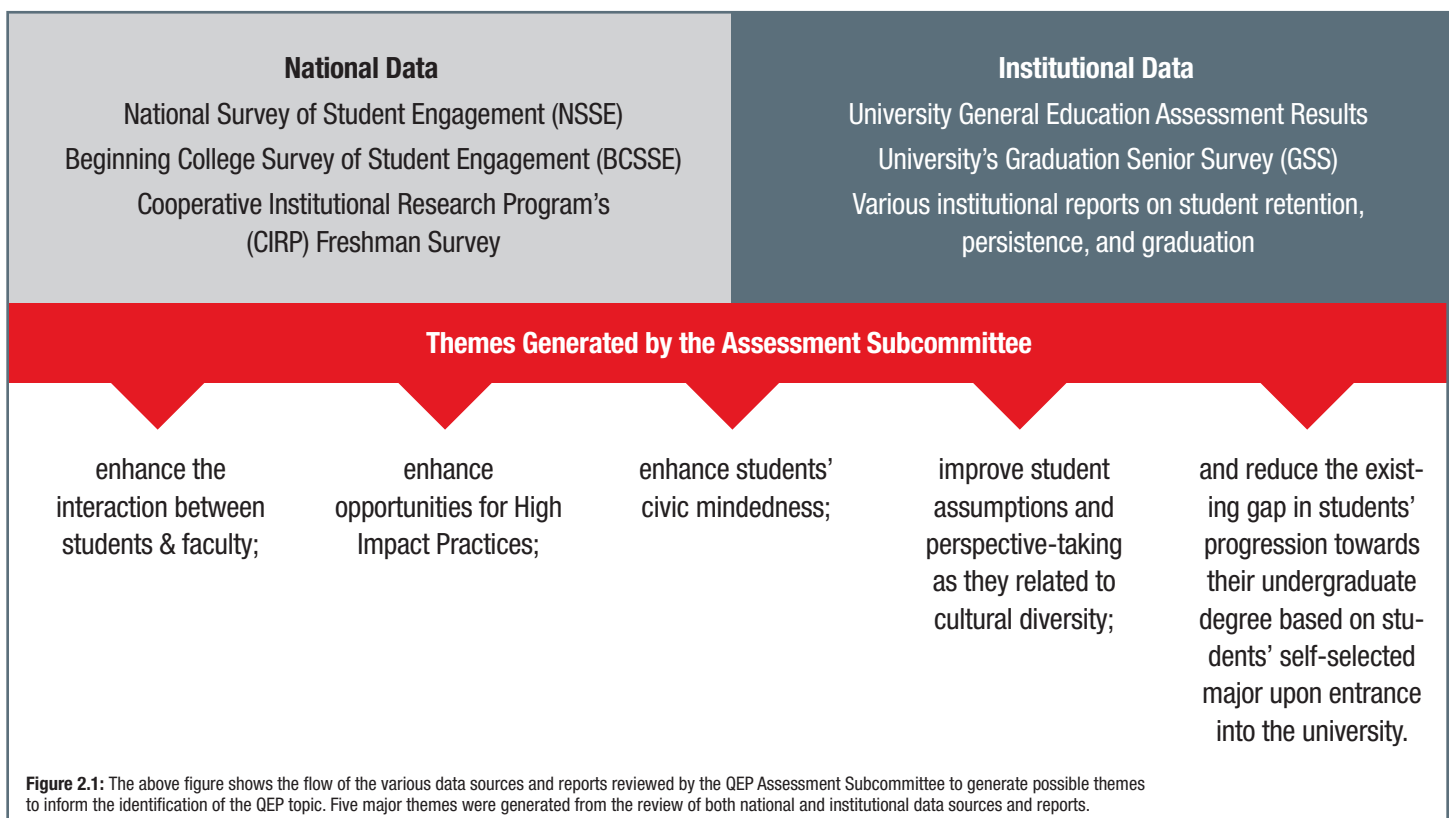 National Data
National Survey of Student Engagement (NSSE)
Beginning College Survey of Student Engagement (BCSSE)
Cooperative Institutional Research Program’s
(CIRP) Freshman Survey
Institutional Data
University General Education Assessment Results
University’s Graduation Senior Survey (GSS)
Various institutional reports on student retention,
persistence, and graduation
Themes Generated by the Assessment Subcommittee
enhance the
interaction between
students & faculty;
enhance
opportunities for High
Impact Practices;
enhance students’
civic mindedness;
improve student
assumptions and
perspective-taking
as they related to
cultural diversity;
and reduce the exist-
ing gap in students’
progression towards
their undergraduate
degree based on stu-
dents’ self-selected
major upon entrance
into the university.
Figure 2.1: The above figure shows the flow of the various data sources and reports reviewed by the QEP Assessment Subcommittee to generate possible themes
to inform the identification of the QEP topic. Five major themes were generated from the review of both national and institutional data sources and reports.